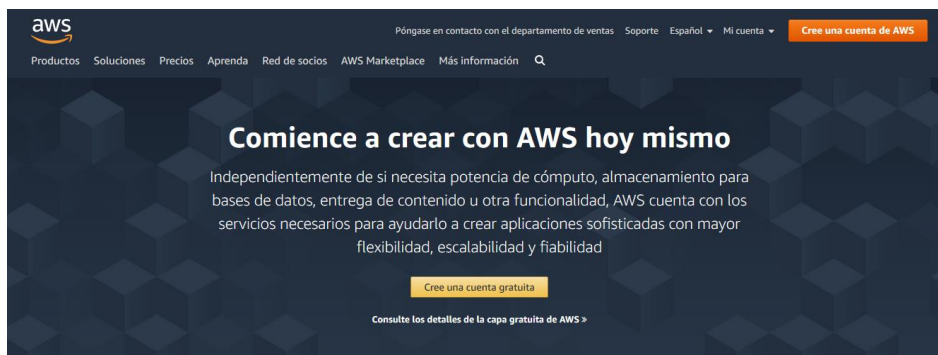 aws
Póngase en contacto con el departamento de ventas Soporte Español Mi cuenta Cree una cuenta de AWS
Productos Soluciones Precios Aprenda Red de socios AWS Marketplace Más información
Comience a crear con AWS hoy mismo
Independientemente de si necesita potencia de cómputo, almacenamiento para
bases de datos, entrega de contenido u otra funcionalidad, AWS cuenta con los
servicios necesarios para ayudarlo a crear aplicaciones sofisticadas con mayor
flexibilidad, escalabilidad y fiabilidad
Cree una cuenta gratuita
Consulte los detalles de la capa gratuita de AWS »